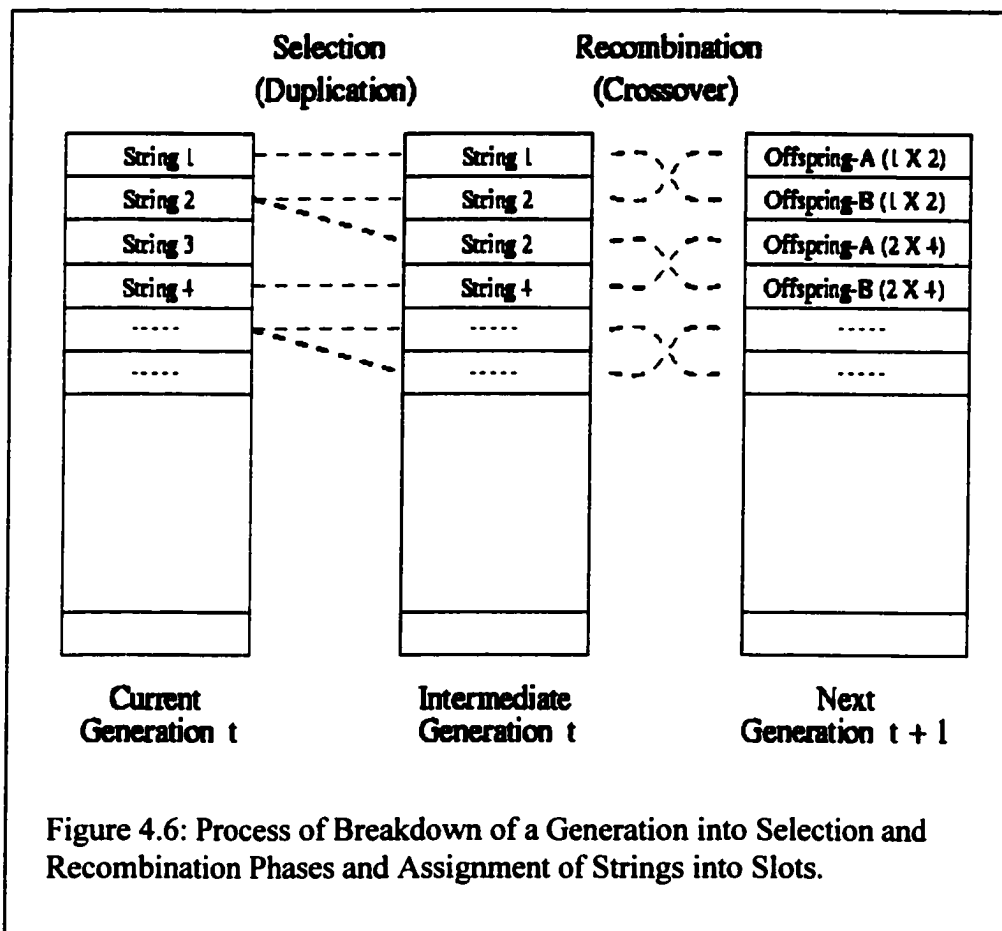 Selection
(Duplication)
Recombination
(Crossover)
String 1
String 2
String 3
String 4
-----
-----
String 1
String 2
String 2
String 4
-----
-----
Offspring-A (1 X 2)
Offspring-B (1 X 2)
Offspring-A (2 X 4)
Offspring-B (2 X 4)
-----
-----
Current
Generation t
Intermediate
Generation t
Next
Generation t + 1
Figure 4.6: Process of Breakdown of a Generation into Selection and
Recombination Phases and Assignment of Strings into Slots.